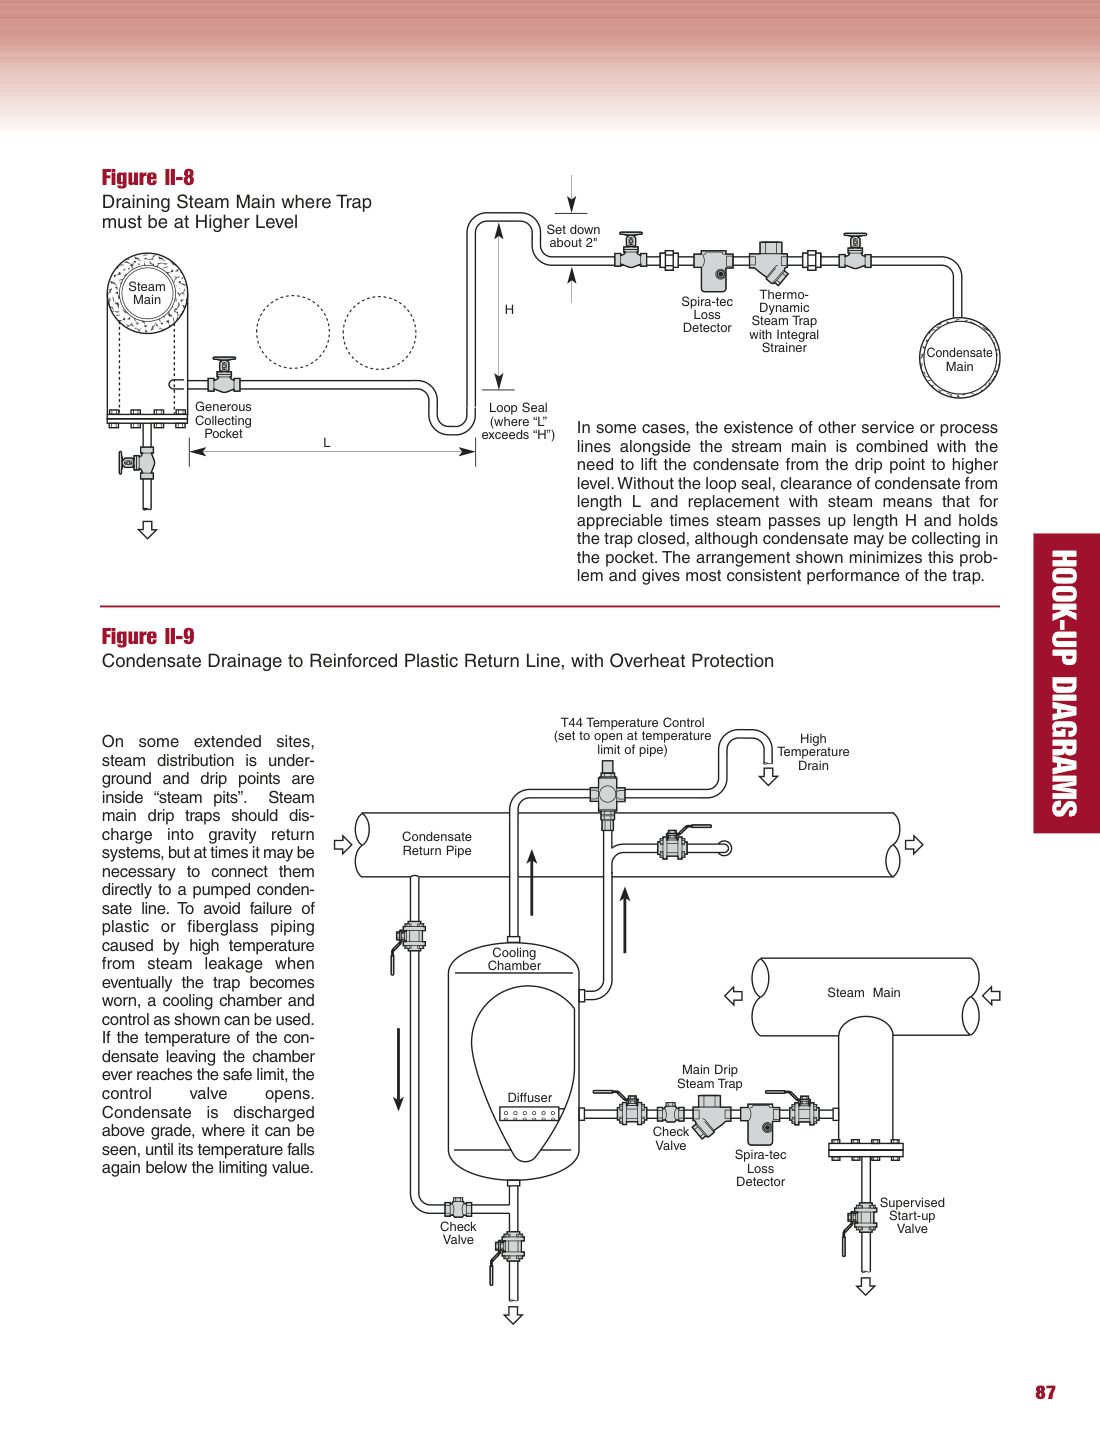 Figure II-8
Draining Steam Main where Trap
must be at Higher Level
Steam
Main
Generous
Collecting
Pocket
L
H
Loop Seal
(where “L”
exceeds “H”)
Set down
about 2"
Spira-tec
Loss
Detector
Thermo-
Dynamic
Steam Trap
with Integral
Strainer
Condensate
Main
In some cases, the existence of other service or process
lines alongside the stream main is combined with the
need to lift the condensate from the drip point to higher
level. Without the loop seal, clearance of condensate from
length L and replacement with steam means that for
appreciable times steam passes up length H and holds
the trap closed, although condensate may be collecting in
the pocket. The arrangement shown minimizes this prob-
lem and gives most consistent performance of the trap.
HOOK-UP DIAGRAMS
Figure II-9
Condensate Drainage to Reinforced Plastic Return Line, with Overheat Protection
On some extended sites,
steam distribution is under-
ground and drip points are
inside “steam pits”. Steam
main drip traps should dis-
charge into gravity return
systems, but at times it may be
necessary to connect them
directly to a pumped conden-
sate line. To avoid failure of
plastic or fiberglass piping
caused by high temperature
from steam leakage when
eventually the trap becomes
worn, a cooling chamber and
control as shown can be used.
If the temperature of the con-
densate leaving the chamber
ever reaches the safe limit, the
control valve opens.
Condensate is discharged
above grade, where it can be
seen, until its temperature falls
again below the limiting value.
T44 Temperature Control
(set to open at temperature
limit of pipe)
High
Temperature
Drain
Condensate
Return Pipe
Cooling
Chamber
Steam Main
Diffuser
Main Drip
Steam Trap
Check
Valve
Spira-tec
Loss
Detector
Check
Valve
Supervised
Start-up
Valve
87